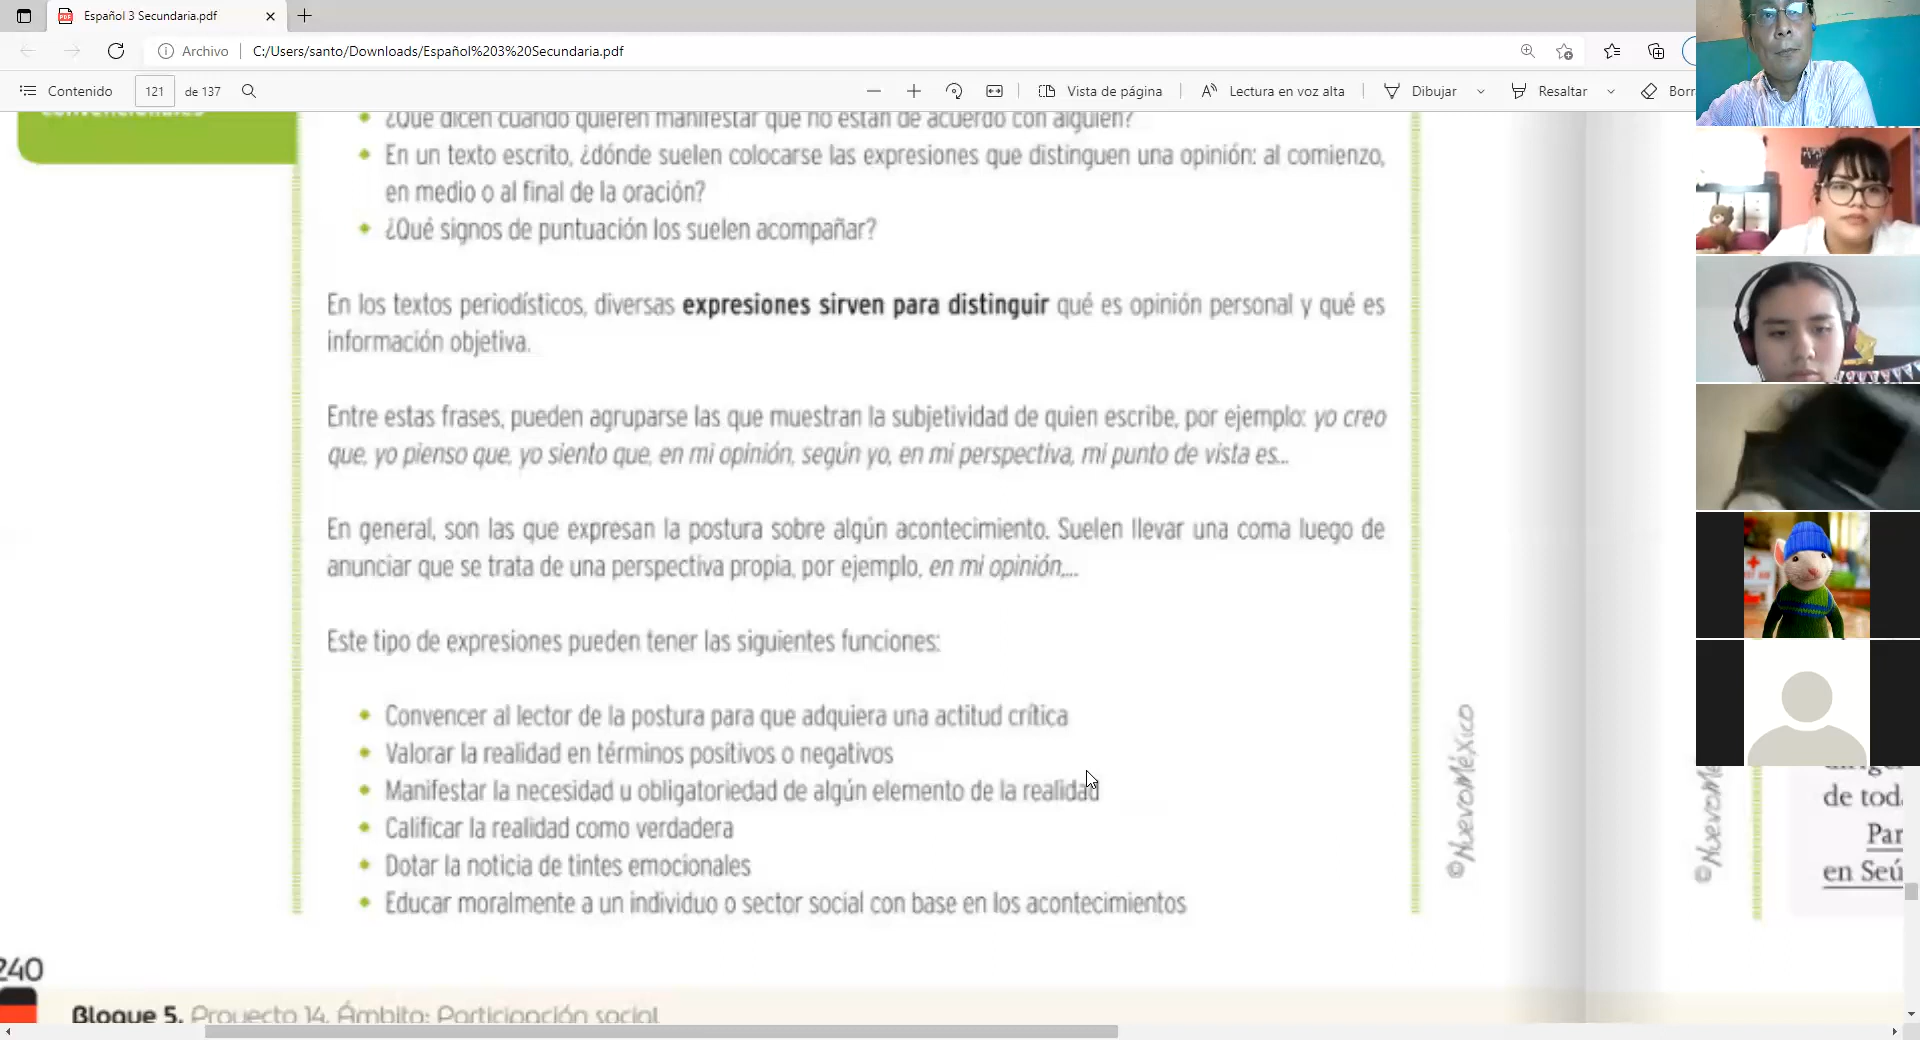 Español 3 Secundaria.pdf
Archivo
C:/Users/santo/Downloads/Español%203%20Secundaria.pdf
Contenido
121
de 137
Vista de página
Lectura en voz alta
Dibujar
Resaltar
Borr
convencionales
¿Qué dicen cuando quieren manifestar que no están de acuerdo con alguien?
En un texto escrito, ¿dónde suelen colocarse las expresiones que distinguen una opinión: al comienzo,
en medio o al final de la oración?
¿Qué signos de puntuación los suelen acompañar?
En los textos periodísticos, diversas expresiones sirven para distinguir qué es opinión personal y qué es
información objetiva.
Entre estas frases, pueden agruparse las que muestran la subjetividad de quien escribe, por ejemplo: yo creo
que, yo pienso que, yo siento que, en mi opinión, según yo, en mi perspectiva, mi punto de vista es...
En general, son las que expresan la postura sobre algún acontecimiento. Suelen llevar una coma luego de
anunciar que se trata de una perspectiva propia, por ejemplo, en mi opinión,...
Este tipo de expresiones pueden tener las siguientes funciones:
Convencer al lector de la postura para que adquiera una actitud crítica
Valorar la realidad en términos positivos o negativos
Manifestar la necesidad u obligatoriedad de algún elemento de la realidad
Calificar la realidad como verdadera
Dotar la noticia de tintes emocionales
Educar moralmente a un individuo o sector social con base en los acontecimientos
©NuevoMéxico
240
Bloque 5. Proyecto 14. Ámbito: Participación social
©NuevoMé
de tod
Par
en Seú